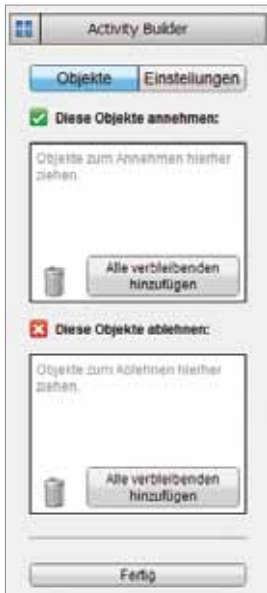 Activity Builder
Objekte Einstellungen
Diese Objekte annehmen:
Objekte zum Annehmen hierher
ziehen.
Alle verbleibenden
hinzufügen
Diese Objekte ablehnen:
Objekte zum Ablehnen hierher
ziehen.
Alle verbleibenden
hinzufügen
Fertig